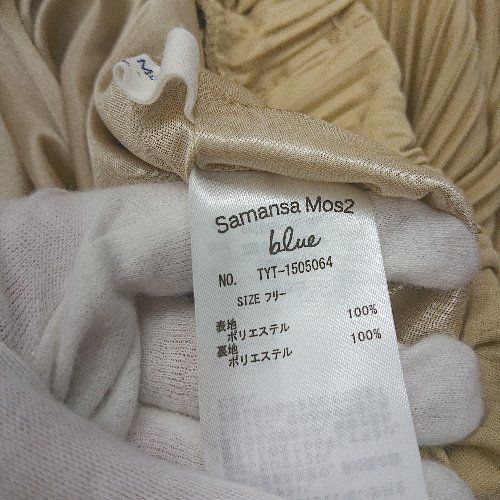 Samansa Mos2
blue
NO. TYT-1505064
SIZE フリー
表地
ポリエステル 100%
裏地
ポリエステル 100%